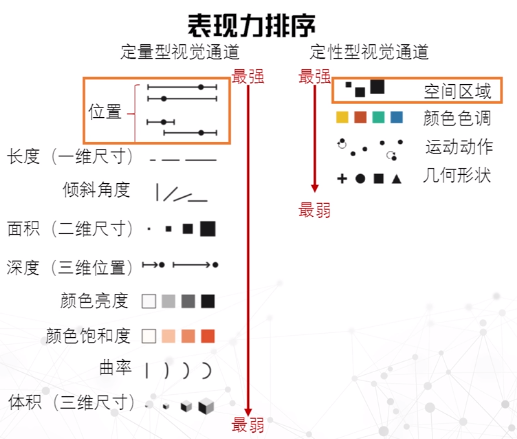 表现力排序
定量型视觉通道
最强
位置
长度（一维尺寸）
倾斜角度
面积（二维尺寸）
深度（三维位置）
颜色亮度
颜色饱和度
曲率
体积（三维尺寸）
最弱
定性型视觉通道
最强
空间区域
颜色色调
运动动作
几何形状
最弱